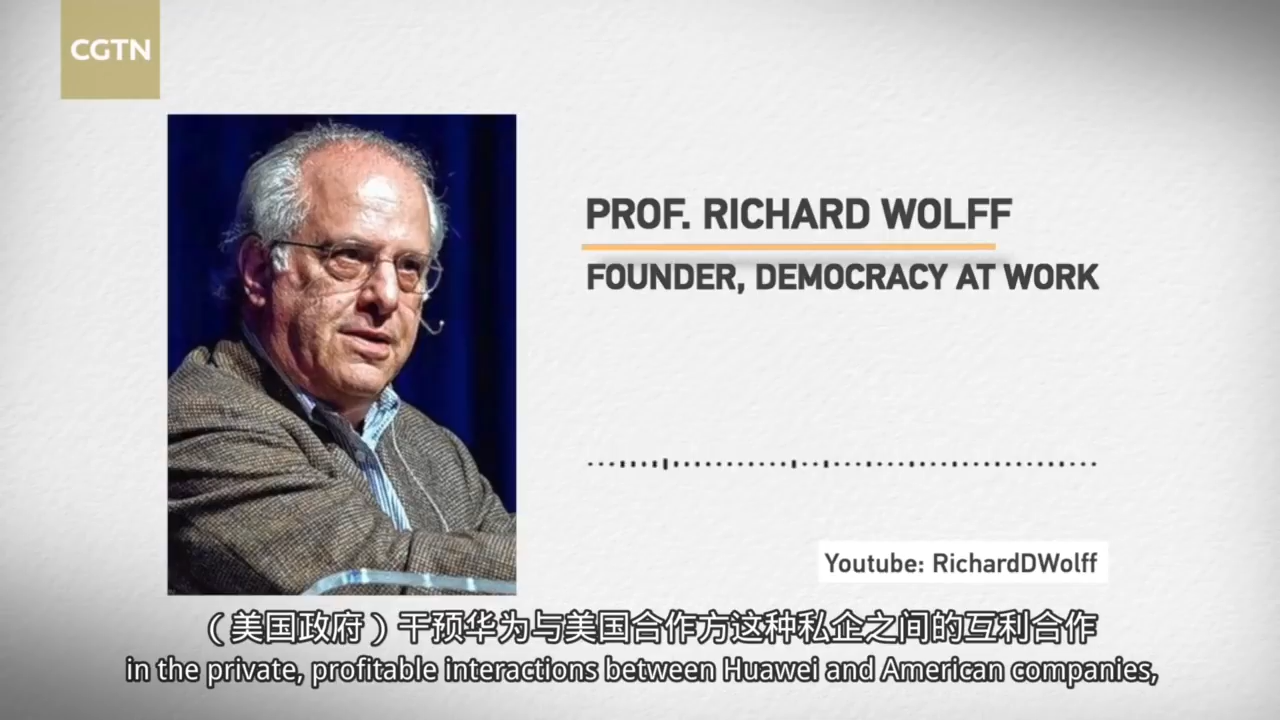 CGTN
PROF. RICHARD WOLFF
FOUNDER, DEMOCRACY AT WORK
Youtube: RichardDWolff
（美国政府）干预华为与美国合作方这种私企之间的互利合作
in the private, profitable interactions between Huawei and American companies,